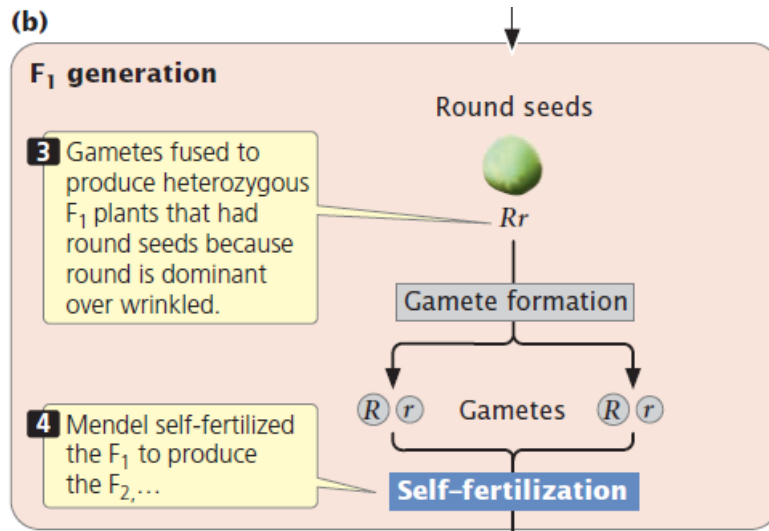 (b)
F₁ generation
Round seeds
3 Gametes fused to
produce heterozygous
F₁ plants that had
round seeds because
round is dominant
over wrinkled.
Rr
Gamete formation
R r Gametes R r
4 Mendel self-fertilized
the F₁ to produce
the F₂,…
Self–fertilization